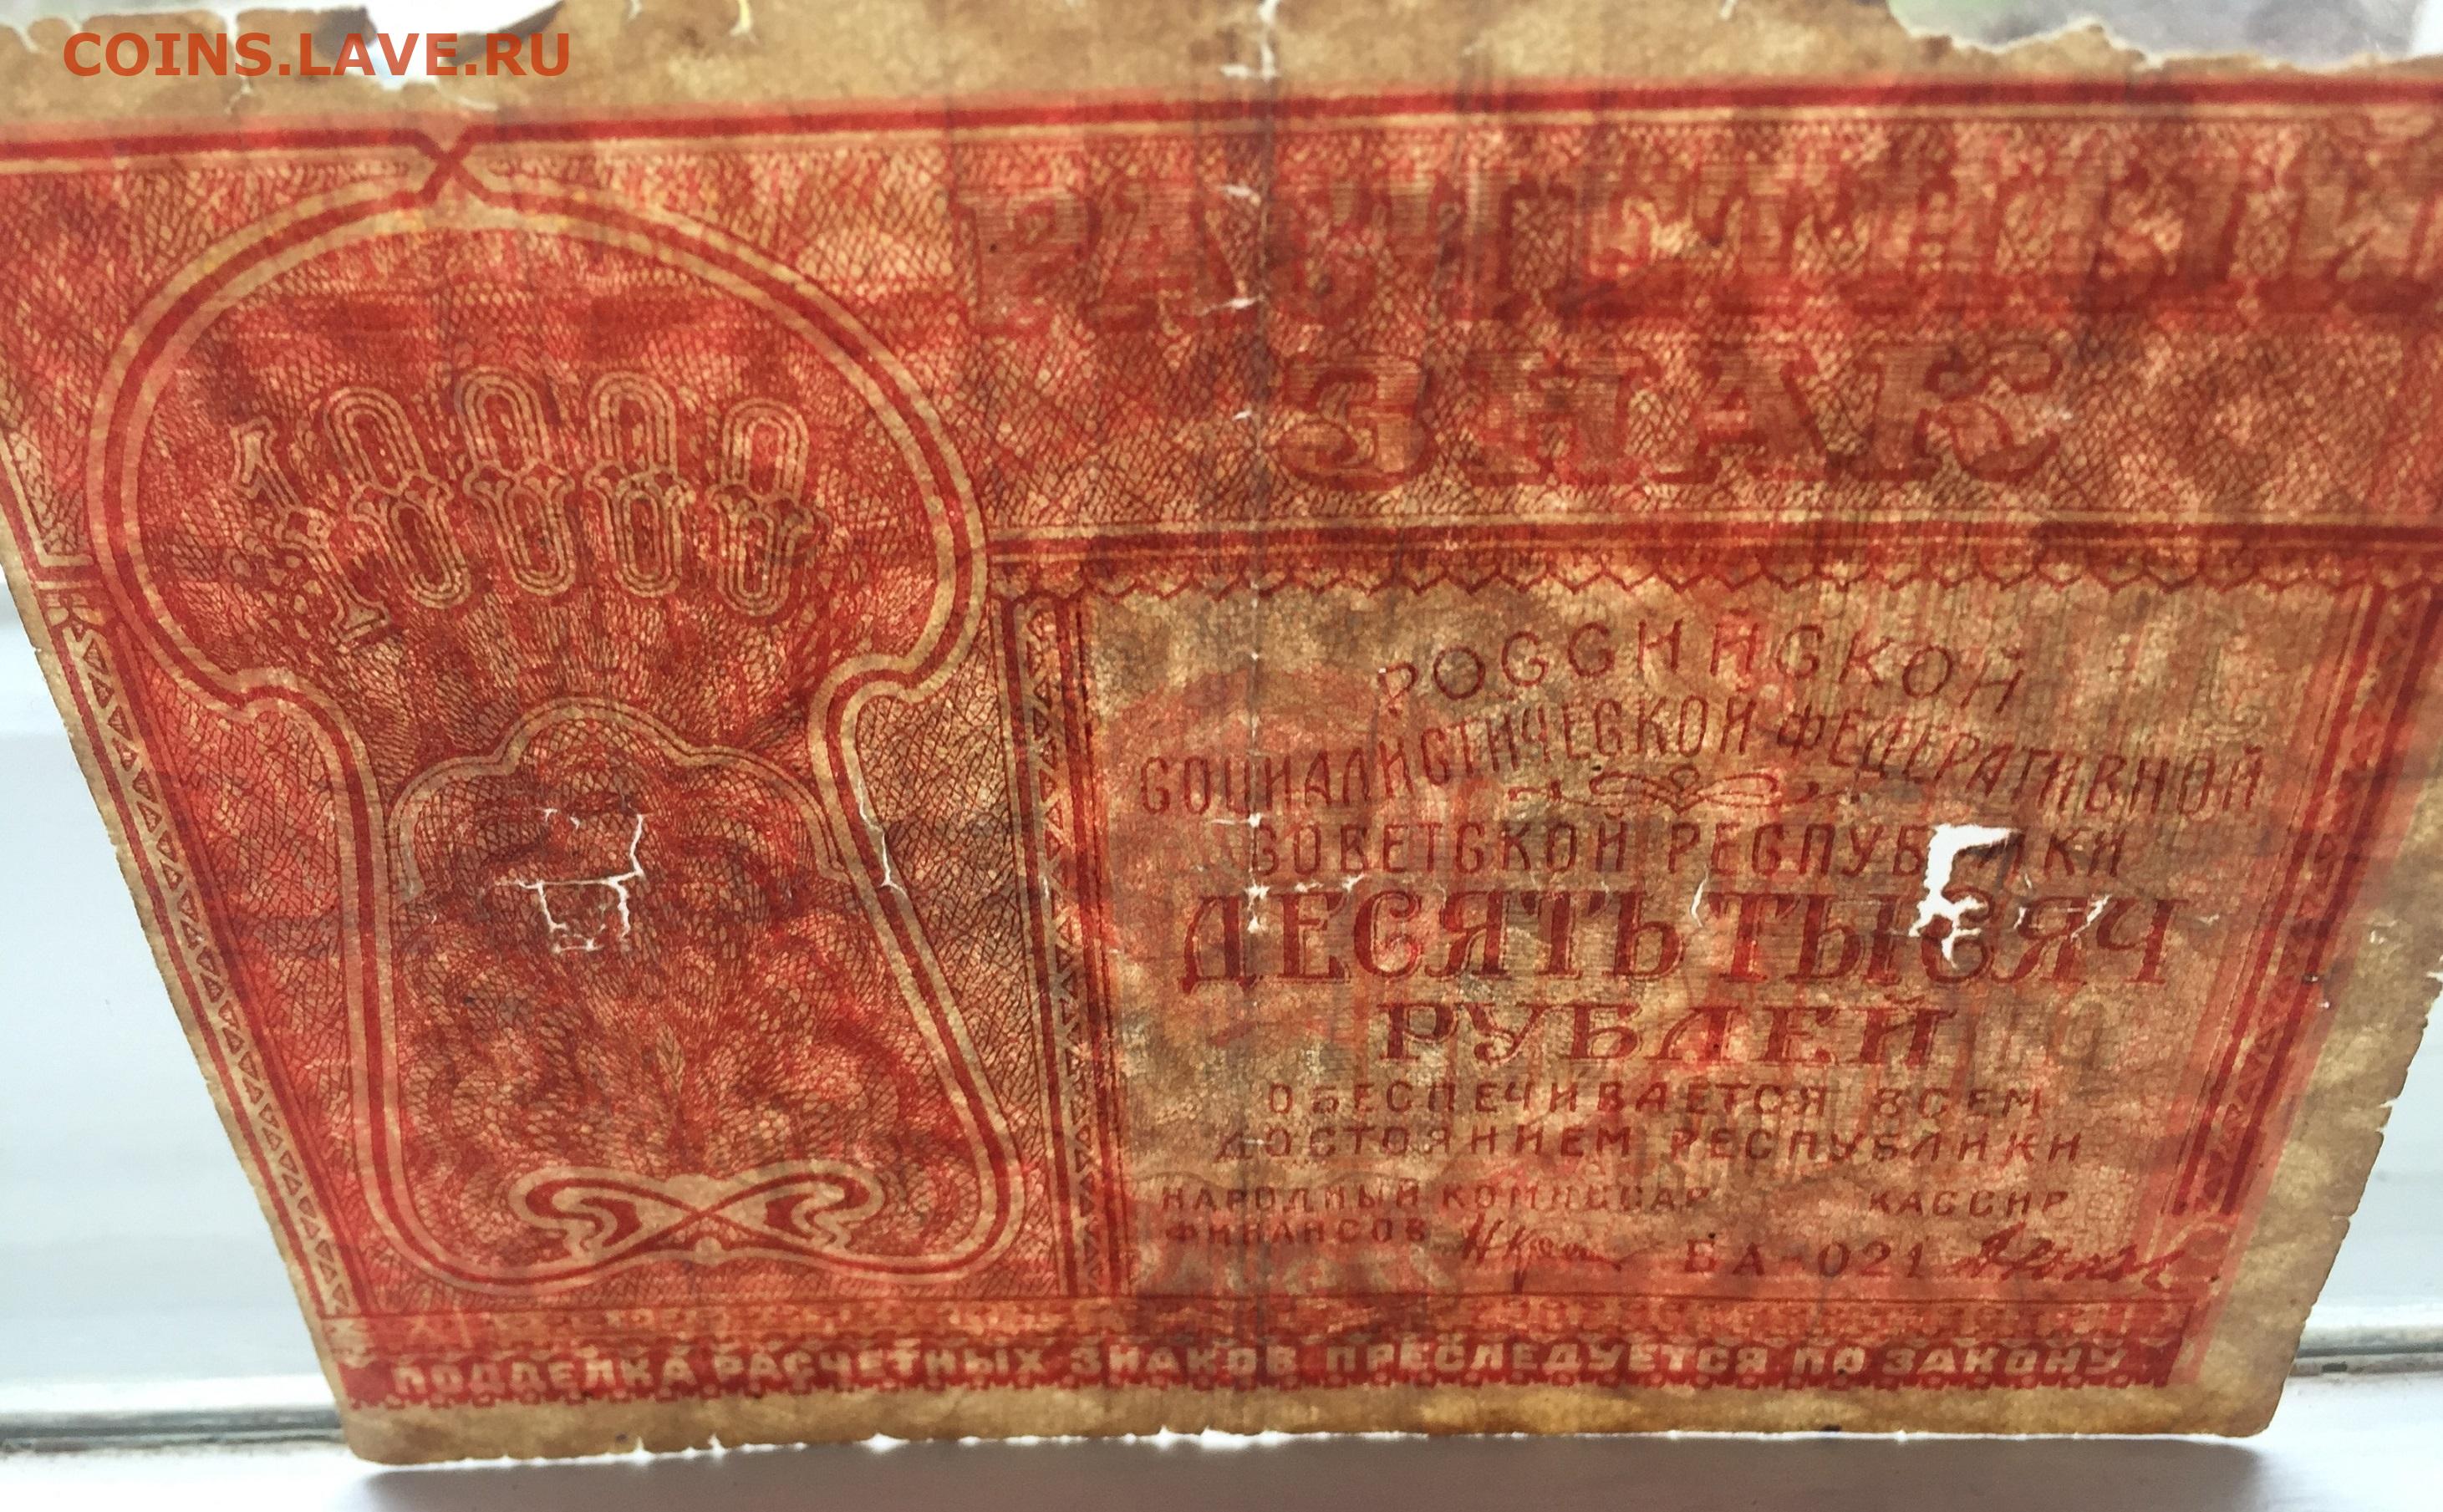 COINS.LAVE.RU
РАСЧЕТНЫЙ
ЗНАК
10000
РОССИЙСКОЙ
СОЦИАЛИСТИЧЕСКОЙ ФЕДЕРАТИВНОЙ
СОВЕТСКОЙ РЕСПУБЛИКИ
ДЕСЯТЬ ТЫСЯЧ
РУБЛЕЙ
ОБЕСПЕЧИВАЕТСЯ ВСЕМ
ДОСТОЯНИЕМ РЕСПУБЛИКИ
НАРОДНЫЙ КОМИССАР КАССИР
ФИНАНСОВ БА-021
ПОДДЕЛКА РАСЧЕТНЫХ ЗНАКОВ ПРЕСЛЕДУЕТСЯ ПО ЗАКОНУ